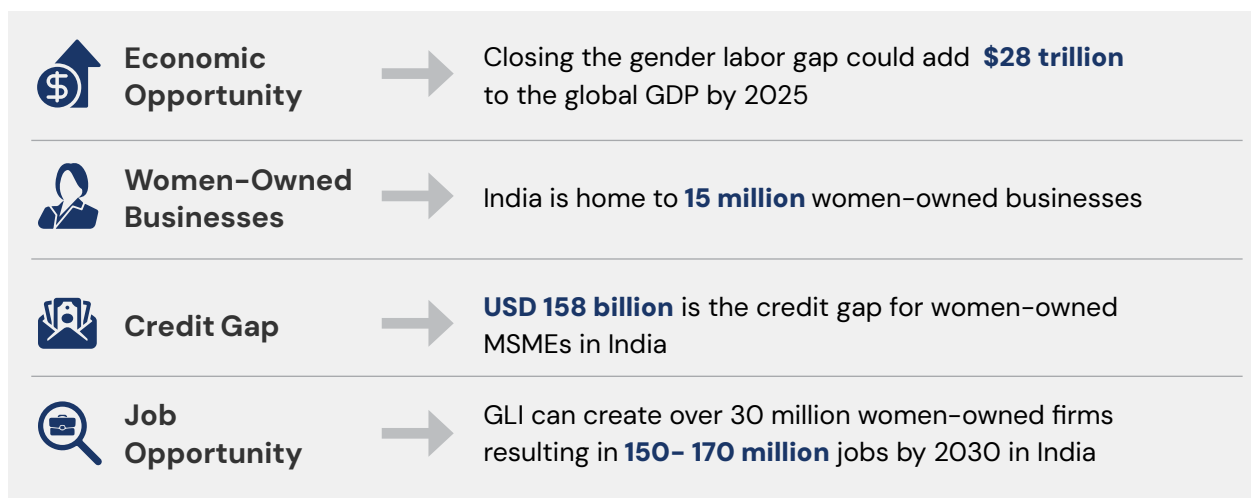 Economic
Opportunity
Closing the gender labor gap could add $28 trillion
to the global GDP by 2025
Women-Owned
Businesses
India is home to 15 million women-owned businesses
Credit Gap
USD 158 billion is the credit gap for women-owned
MSMEs in India
Job
Opportunity
GLI can create over 30 million women-owned firms
resulting in 150- 170 million jobs by 2030 in India